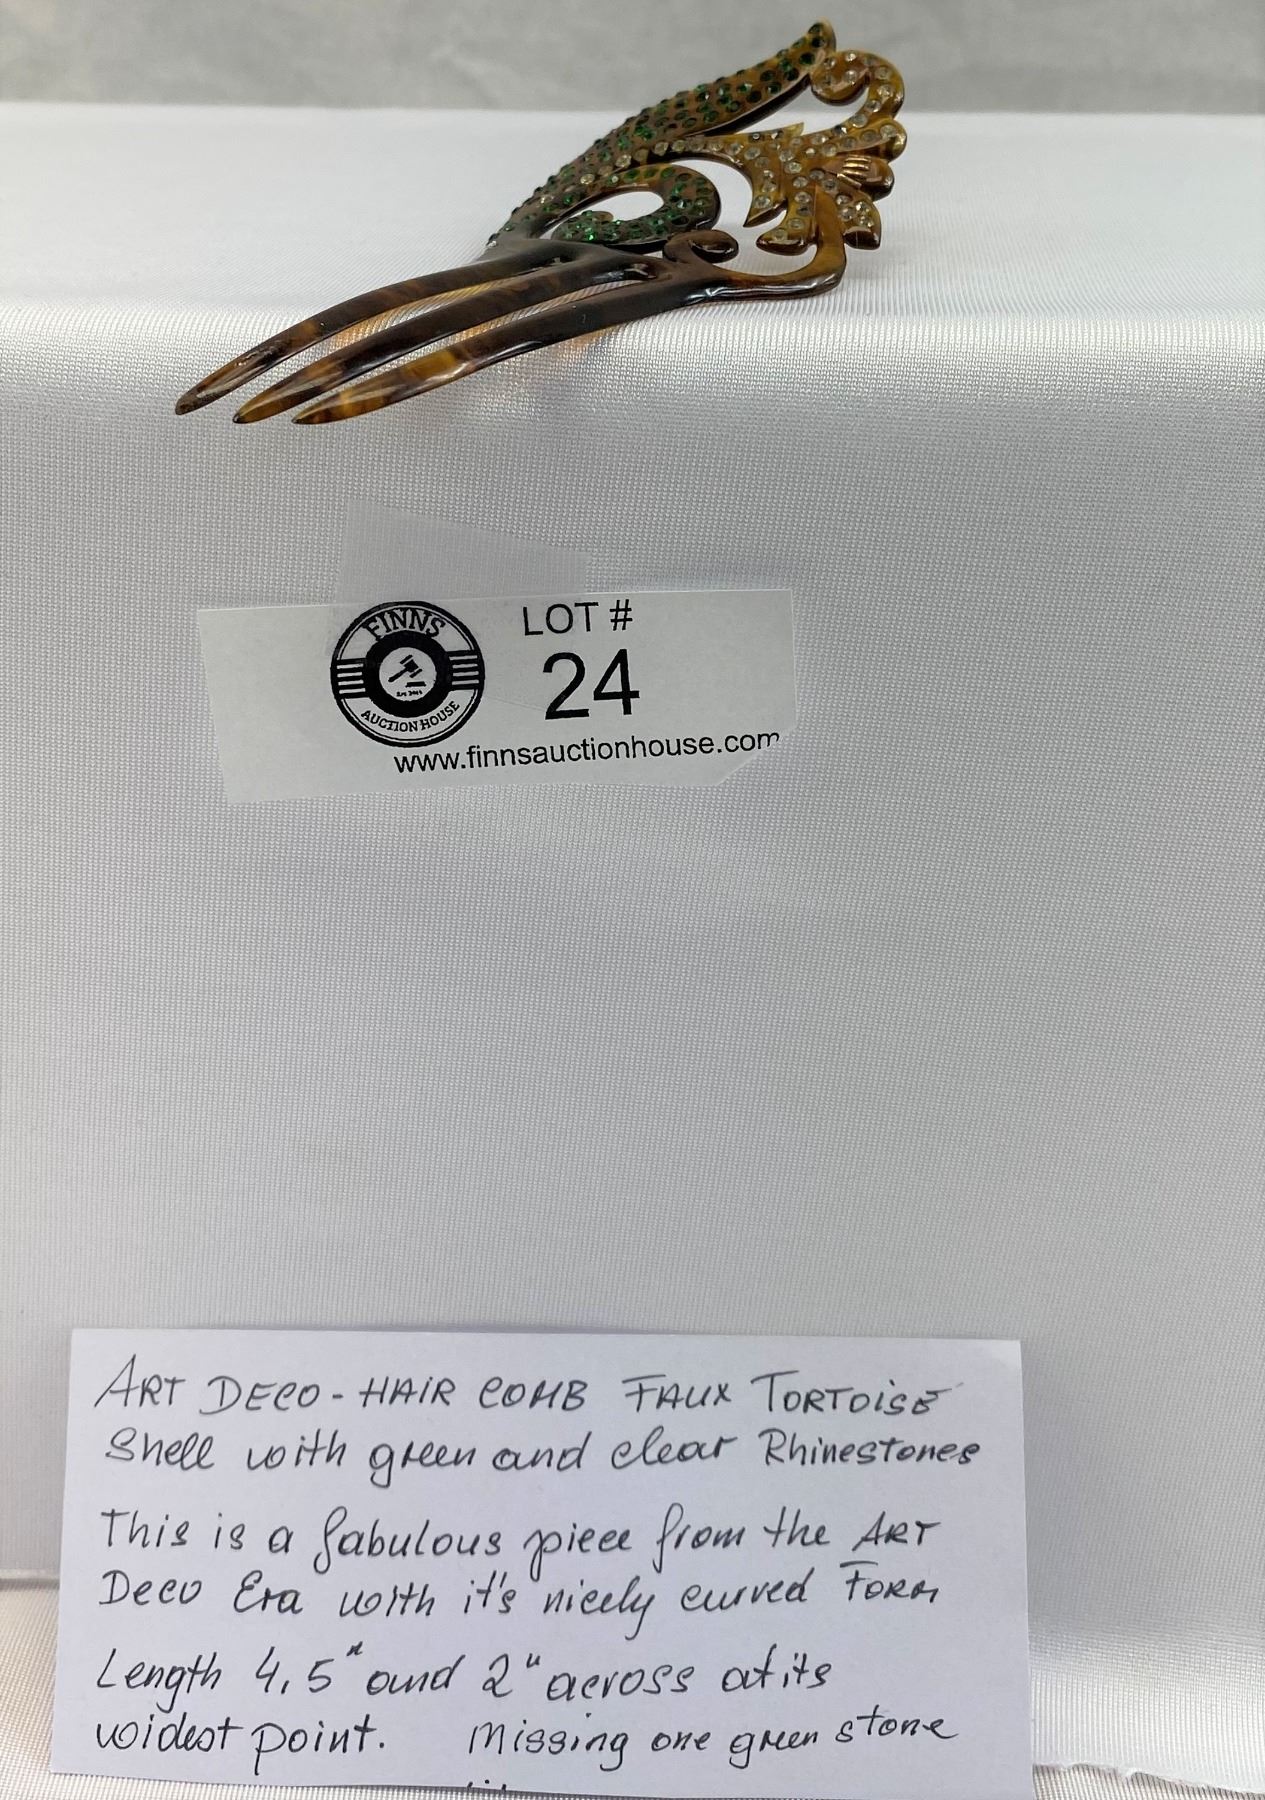 FINNS
AUCTION HOUSE
LOT #
24
www.finnsauctionhouse.com
ART DECO - HAIR COMB FAUX TORTOISE
Shell with green and clear Rhinestones
This is a fabulous piece from the ART
Deco Era with it's nicely curved FORM
Length 4,5" and 2" across at its
widest point. Missing one green stone